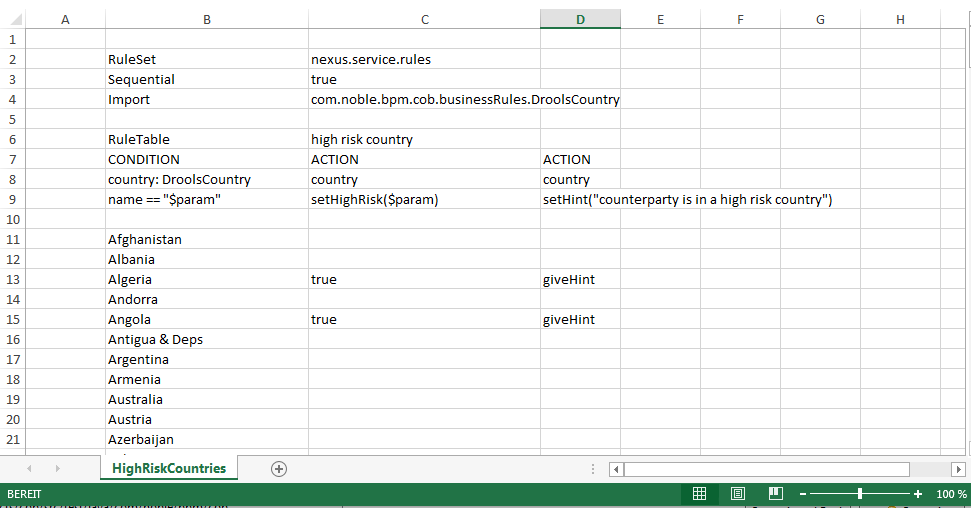 A B C D E F G H
1
2 RuleSet nexus.service.rules
3 Sequential true
4 Import com.noble.bpm.cob.businessRules.DroolsCountry
5
6 RuleTable high risk country
7 CONDITION ACTION ACTION
8 country: DroolsCountry country country
9 name == "$param" setHighRisk($param) setHint("counterparty is in a high risk country")
10
11 Afghanistan
12 Albania
13 Algeria true giveHint
14 Andorra
15 Angola true giveHint
16 Antigua & Deps
17 Argentina
18 Armenia
19 Australia
20 Austria
21 Azerbaijan
HighRiskCountries
BEREIT 100 %